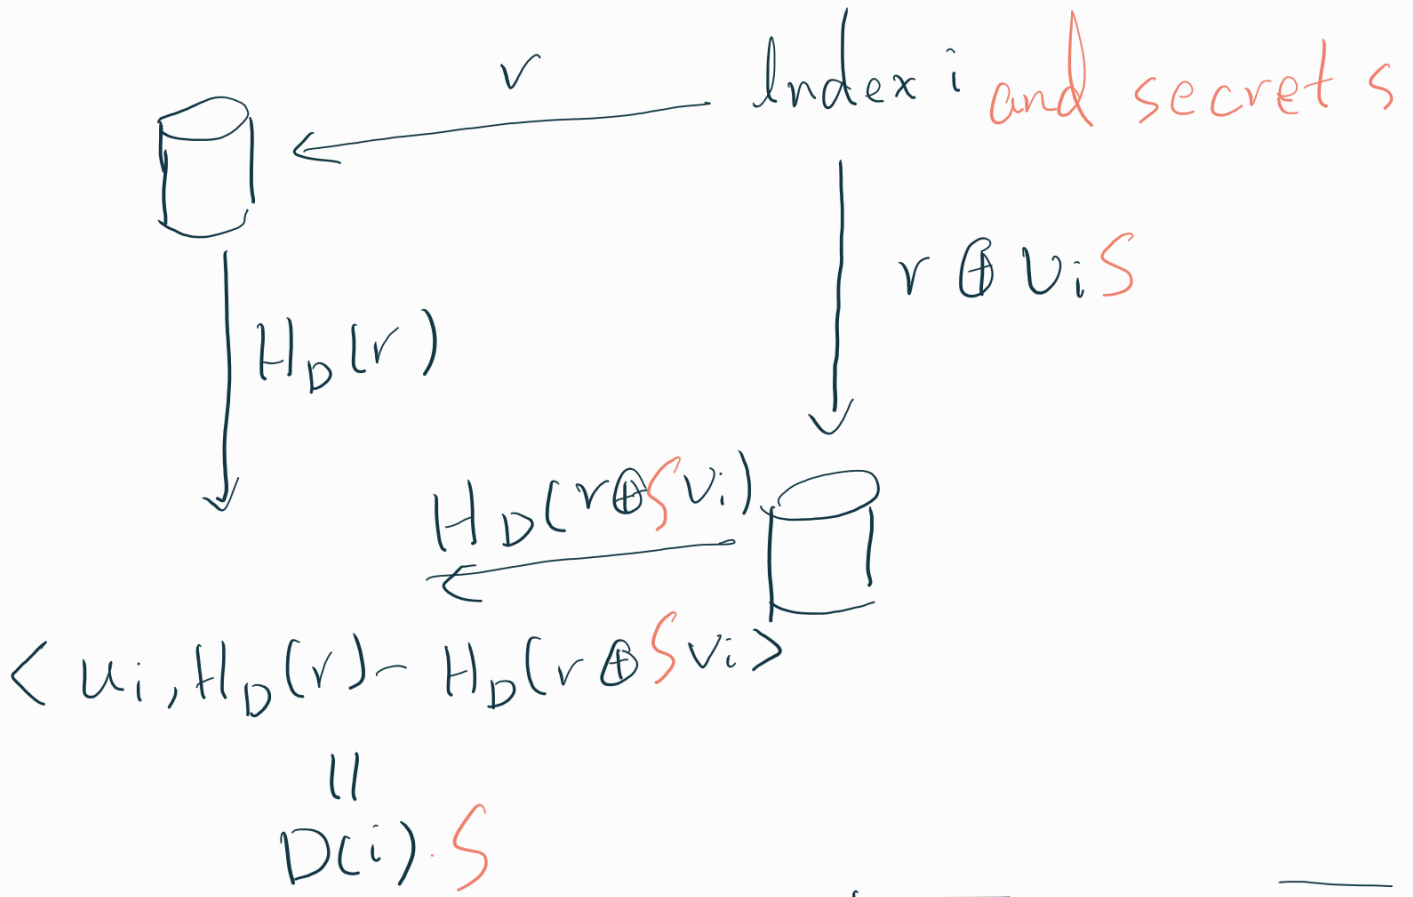 r
Index i and secret s
r ⊕ v_i s
H_D(r)
H_D(r ⊕ s v_i)
< u_i, H_D(r) - H_D(r ⊕ s v_i >
=
D(i) · s